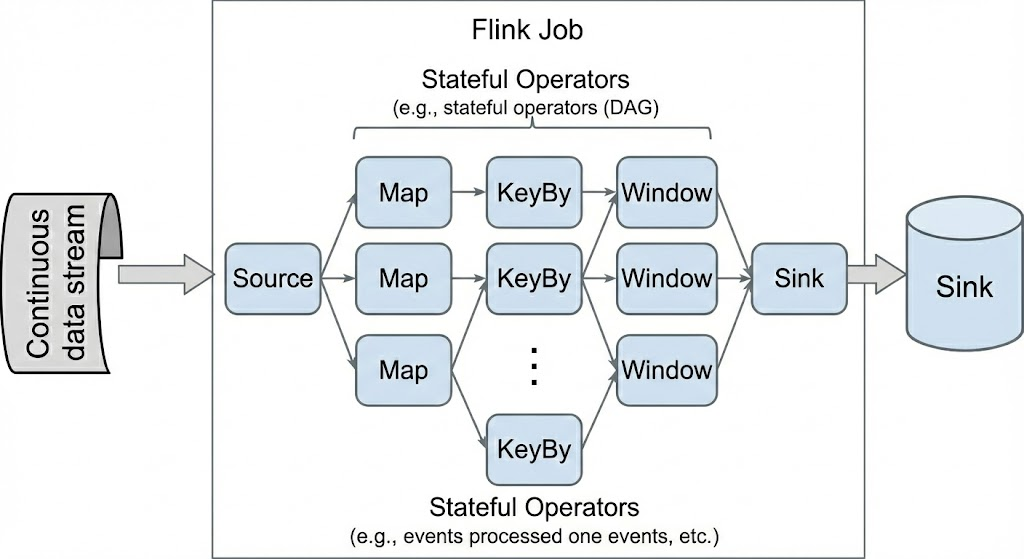 Flink Job
Stateful Operators
(e.g., stateful operators (DAG)
Continuous
data stream
Source
Map
KeyBy
Window
Map
KeyBy
Window
Map
⋮
Window
KeyBy
Sink
Sink
Stateful Operators
(e.g., events processed one events, etc.)